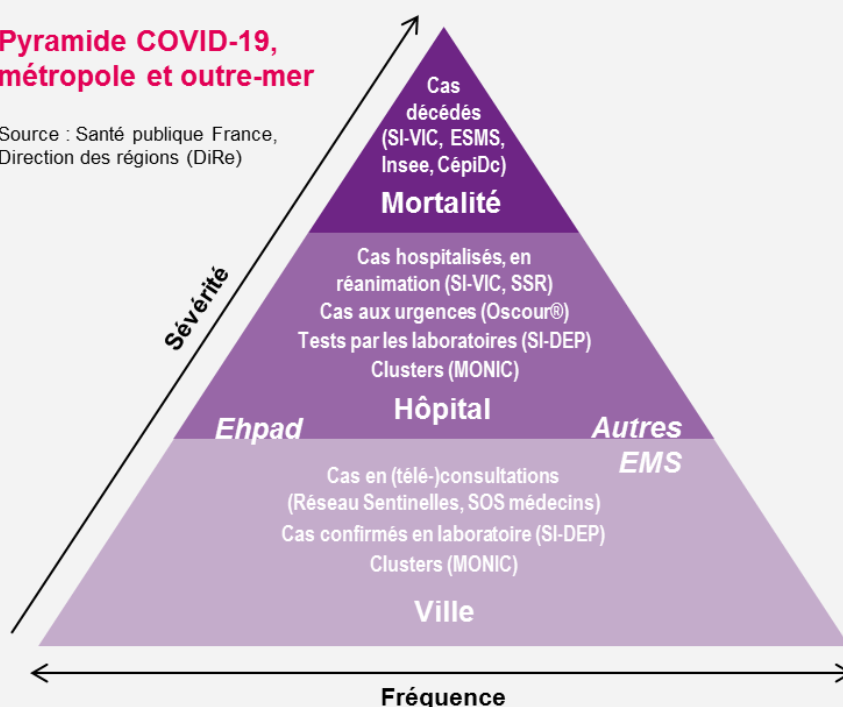 Pyramide COVID-19,
métropole et outre-mer
Source : Santé publique France,
Direction des régions (DiRe)
Sévérité
Cas
décédés
(SI-VIC, ESMS,
Insee, CépiDc)
Mortalité
Cas hospitalisés, en
réanimation (SI-VIC, SSR)
Cas aux urgences (Oscour®)
Tests par les laboratoires (SI-DEP)
Clusters (MONIC)
Hôpital
Ehpad
Autres
EMS
Cas en (télé-)consultations
(Réseau Sentinelles, SOS médecins)
Cas confirmés en laboratoire (SI-DEP)
Clusters (MONIC)
Ville
Fréquence